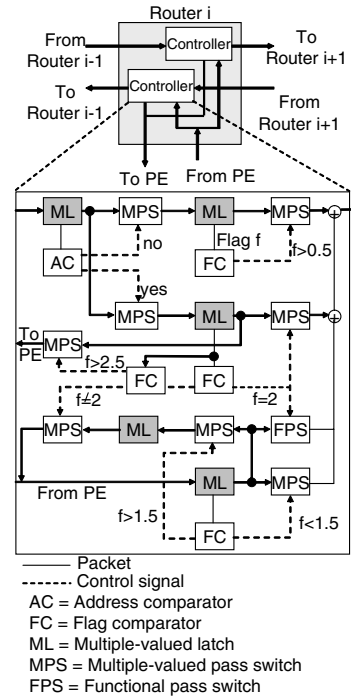 Router i
From
Router i-1
Controller
To
Router i+1
To
Router i-1
Controller
From
Router i+1
To PE
From PE
ML
MPS
ML
MPS
no
Flag f
f>0.5
AC
FC
yes
MPS
ML
MPS
To
PE
MPS
f>2.5
FC
FC
f≠2
f=2
MPS
ML
MPS
FPS
From PE
ML
MPS
f>1.5
f<1.5
FC
Packet
Control signal
AC = Address comparator
FC = Flag comparator
ML = Multiple-valued latch
MPS = Multiple-valued pass switch
FPS = Functional pass switch